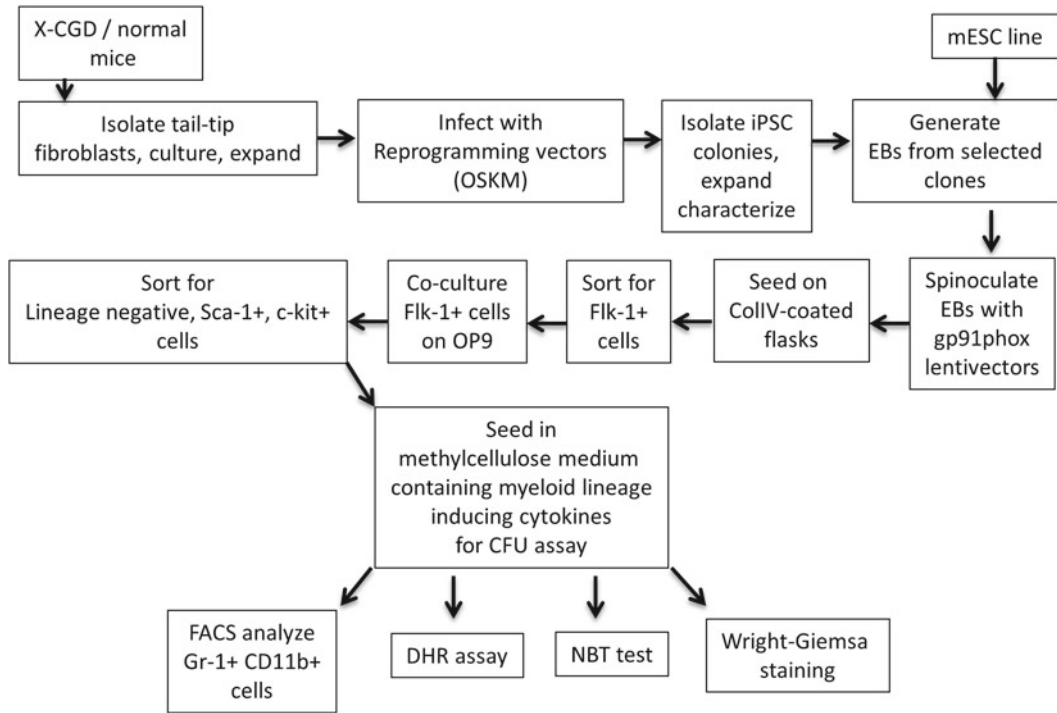 X-CGD / normal
mice
mESC line
Isolate tail-tip
fibroblasts, culture, expand
Infect with
Reprogramming vectors
(OSKM)
Isolate iPSC
colonies,
expand
characterize
Generate
EBs from selected
clones
Spinoculate
EBs with
gp91phox
lentivectors
Seed on
ColIV-coated
flasks
Sort for
Flk-1+
cells
Co-culture
Flk-1+ cells
on OP9
Sort for
Lineage negative, Sca-1+, c-kit+
cells
Seed in
methylcellulose medium
containing myeloid lineage
inducing cytokines
for CFU assay
FACS analyze
Gr-1+ CD11b+
cells
DHR assay
NBT test
Wright-Giemsa
staining